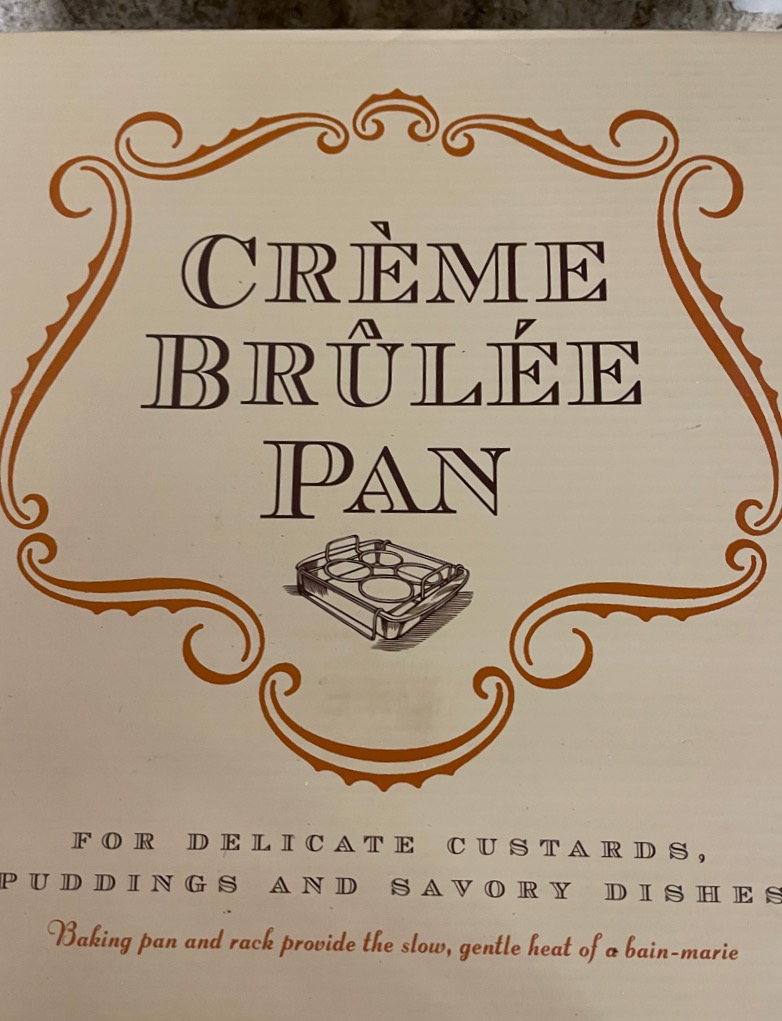 CRÈME
BRÛLÉE
PAN
FOR DELICATE CUSTARDS,
PUDDINGS AND SAVORY DISHES
Baking pan and rack provide the slow, gentle heat of a bain-marie